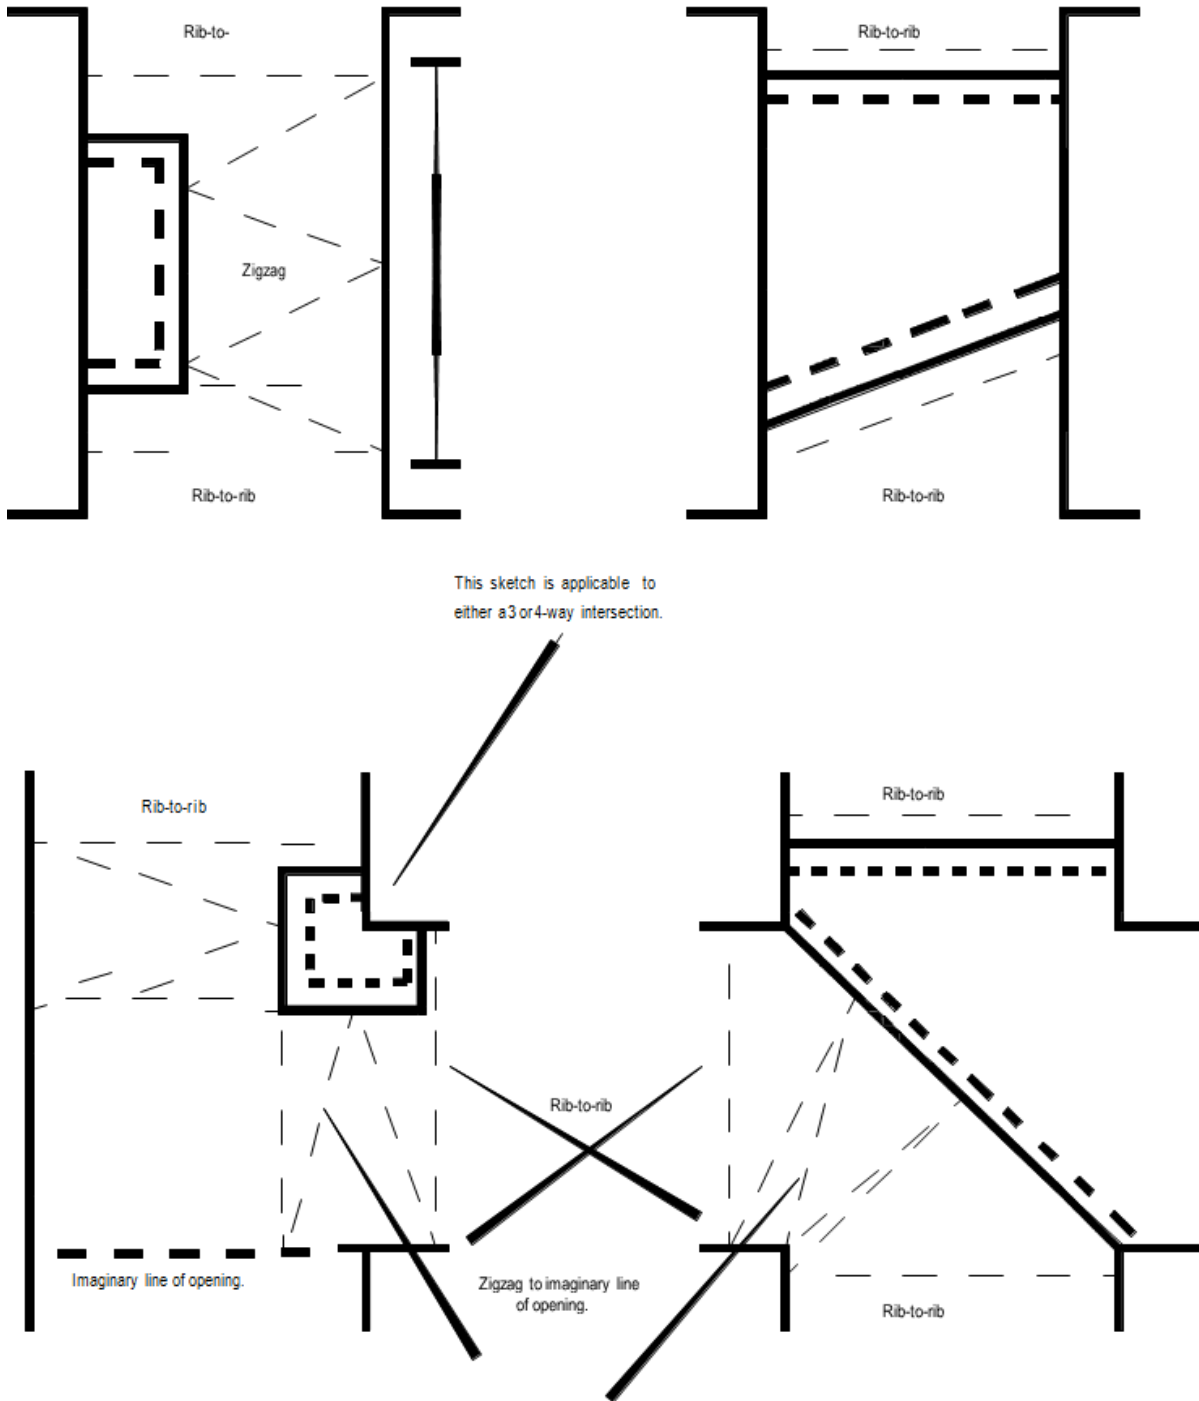 Rib-to-
Rib-to-rib
Zigzag
Rib-to-rib
Rib-to-rib
This sketch is applicable to
either a3 or4-way intersection.
Rib-to-rib
Rib-to-rib
Rib-to-rib
Imaginary line of opening.
Zigzag to imaginary line
of opening.
Rib-to-rib